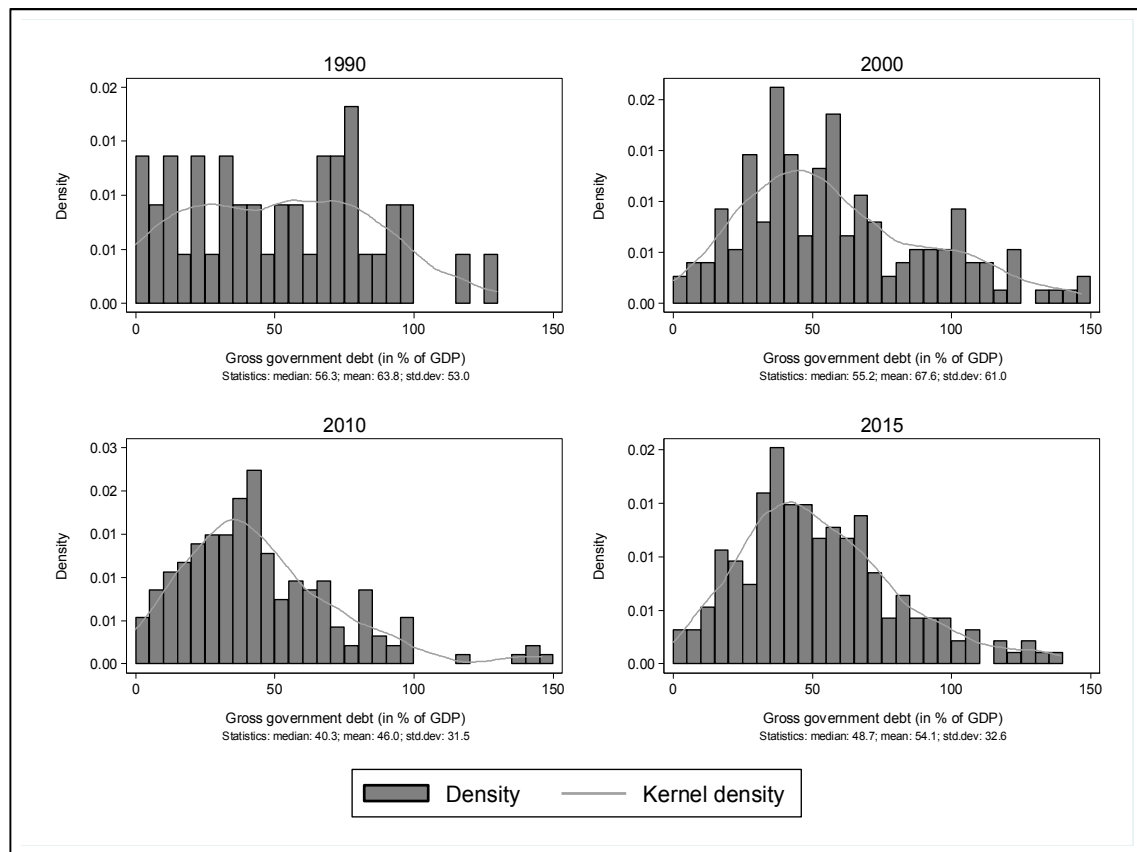 1990
0.02
0.01
0.01
0.01
0.00
Density
0 50 100 150
Gross government debt (in % of GDP)
Statistics: median: 56.3; mean: 63.8; std.dev: 53.0
2000
0.02
0.01
0.01
0.01
0.00
Density
0 50 100 150
Gross government debt (in % of GDP)
Statistics: median: 55.2; mean: 67.6; std.dev: 61.0
2010
0.03
0.02
0.02
0.01
0.01
0.00
Density
0 50 100 150
Gross government debt (in % of GDP)
Statistics: median: 40.3; mean: 46.0; std.dev: 31.5
2015
0.02
0.01
0.01
0.01
0.00
Density
0 50 100 150
Gross government debt (in % of GDP)
Statistics: median: 48.7; mean: 54.1; std.dev: 32.6
Density Kernel density